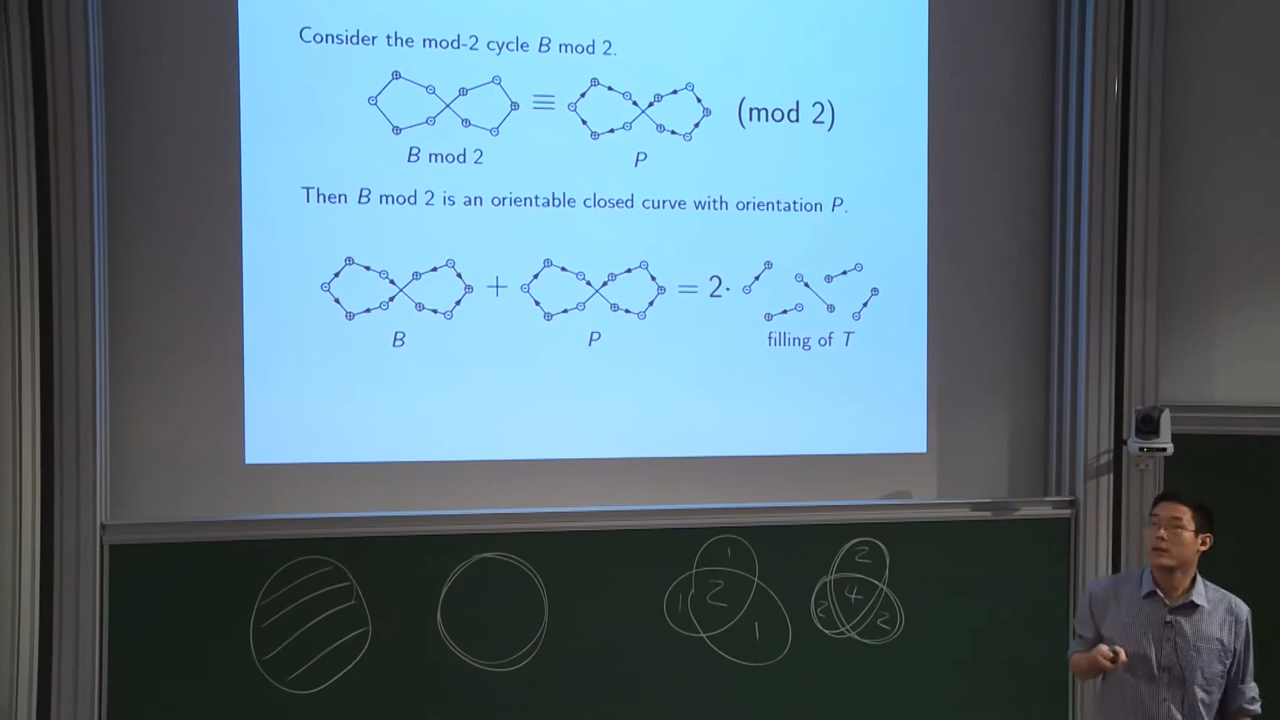 Consider the mod-2 cycle B mod 2.
≡ (mod 2)
B mod 2 P
Then B mod 2 is an orientable closed curve with orientation P.
+ = 2·
B P filling of T
1 2
1 2 2 4 2
1